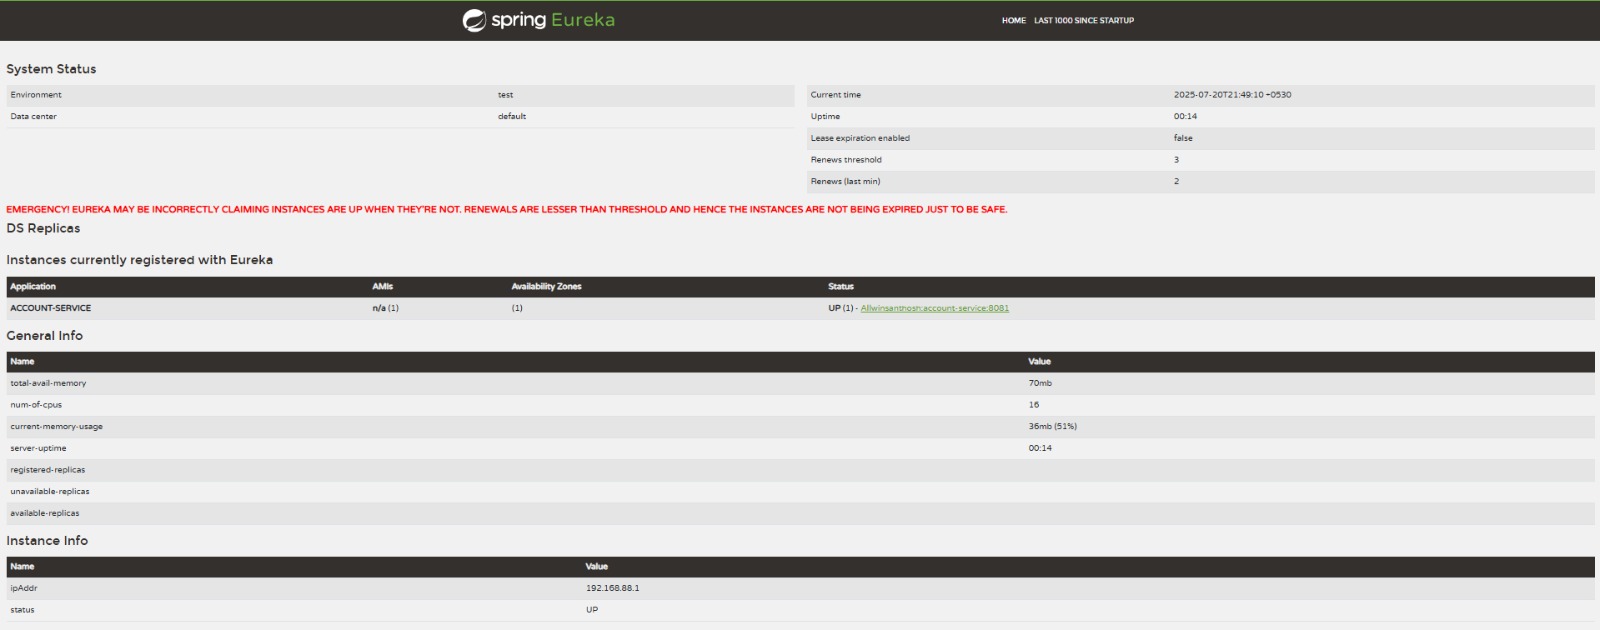 spring Eureka
HOME LAST 1000 SINCE STARTUP
System Status
Environment test
Data center default
Current time 2025-07-20T21:49:10 +0530
Uptime 00:14
Lease expiration enabled false
Renews threshold 3
Renews (last min) 2
EMERGENCY! EUREKA MAY BE INCORRECTLY CLAIMING INSTANCES ARE UP WHEN THEY'RE NOT. RENEWALS ARE LESSER THAN THRESHOLD AND HENCE THE INSTANCES ARE NOT BEING EXPIRED JUST TO BE SAFE.
DS Replicas
Instances currently registered with Eureka
Application AMIs Availability Zones Status
ACCOUNT-SERVICE n/a (1) (1) UP (1) - Allwinsanthosh:account-service:8081
General Info
Name Value
total-avail-memory 70mb
num-of-cpus 16
current-memory-usage 36mb (51%)
server-uptime 00:14
registered-replicas
unavailable-replicas
available-replicas
Instance Info
Name Value
ipAddr 192.168.88.1
status UP